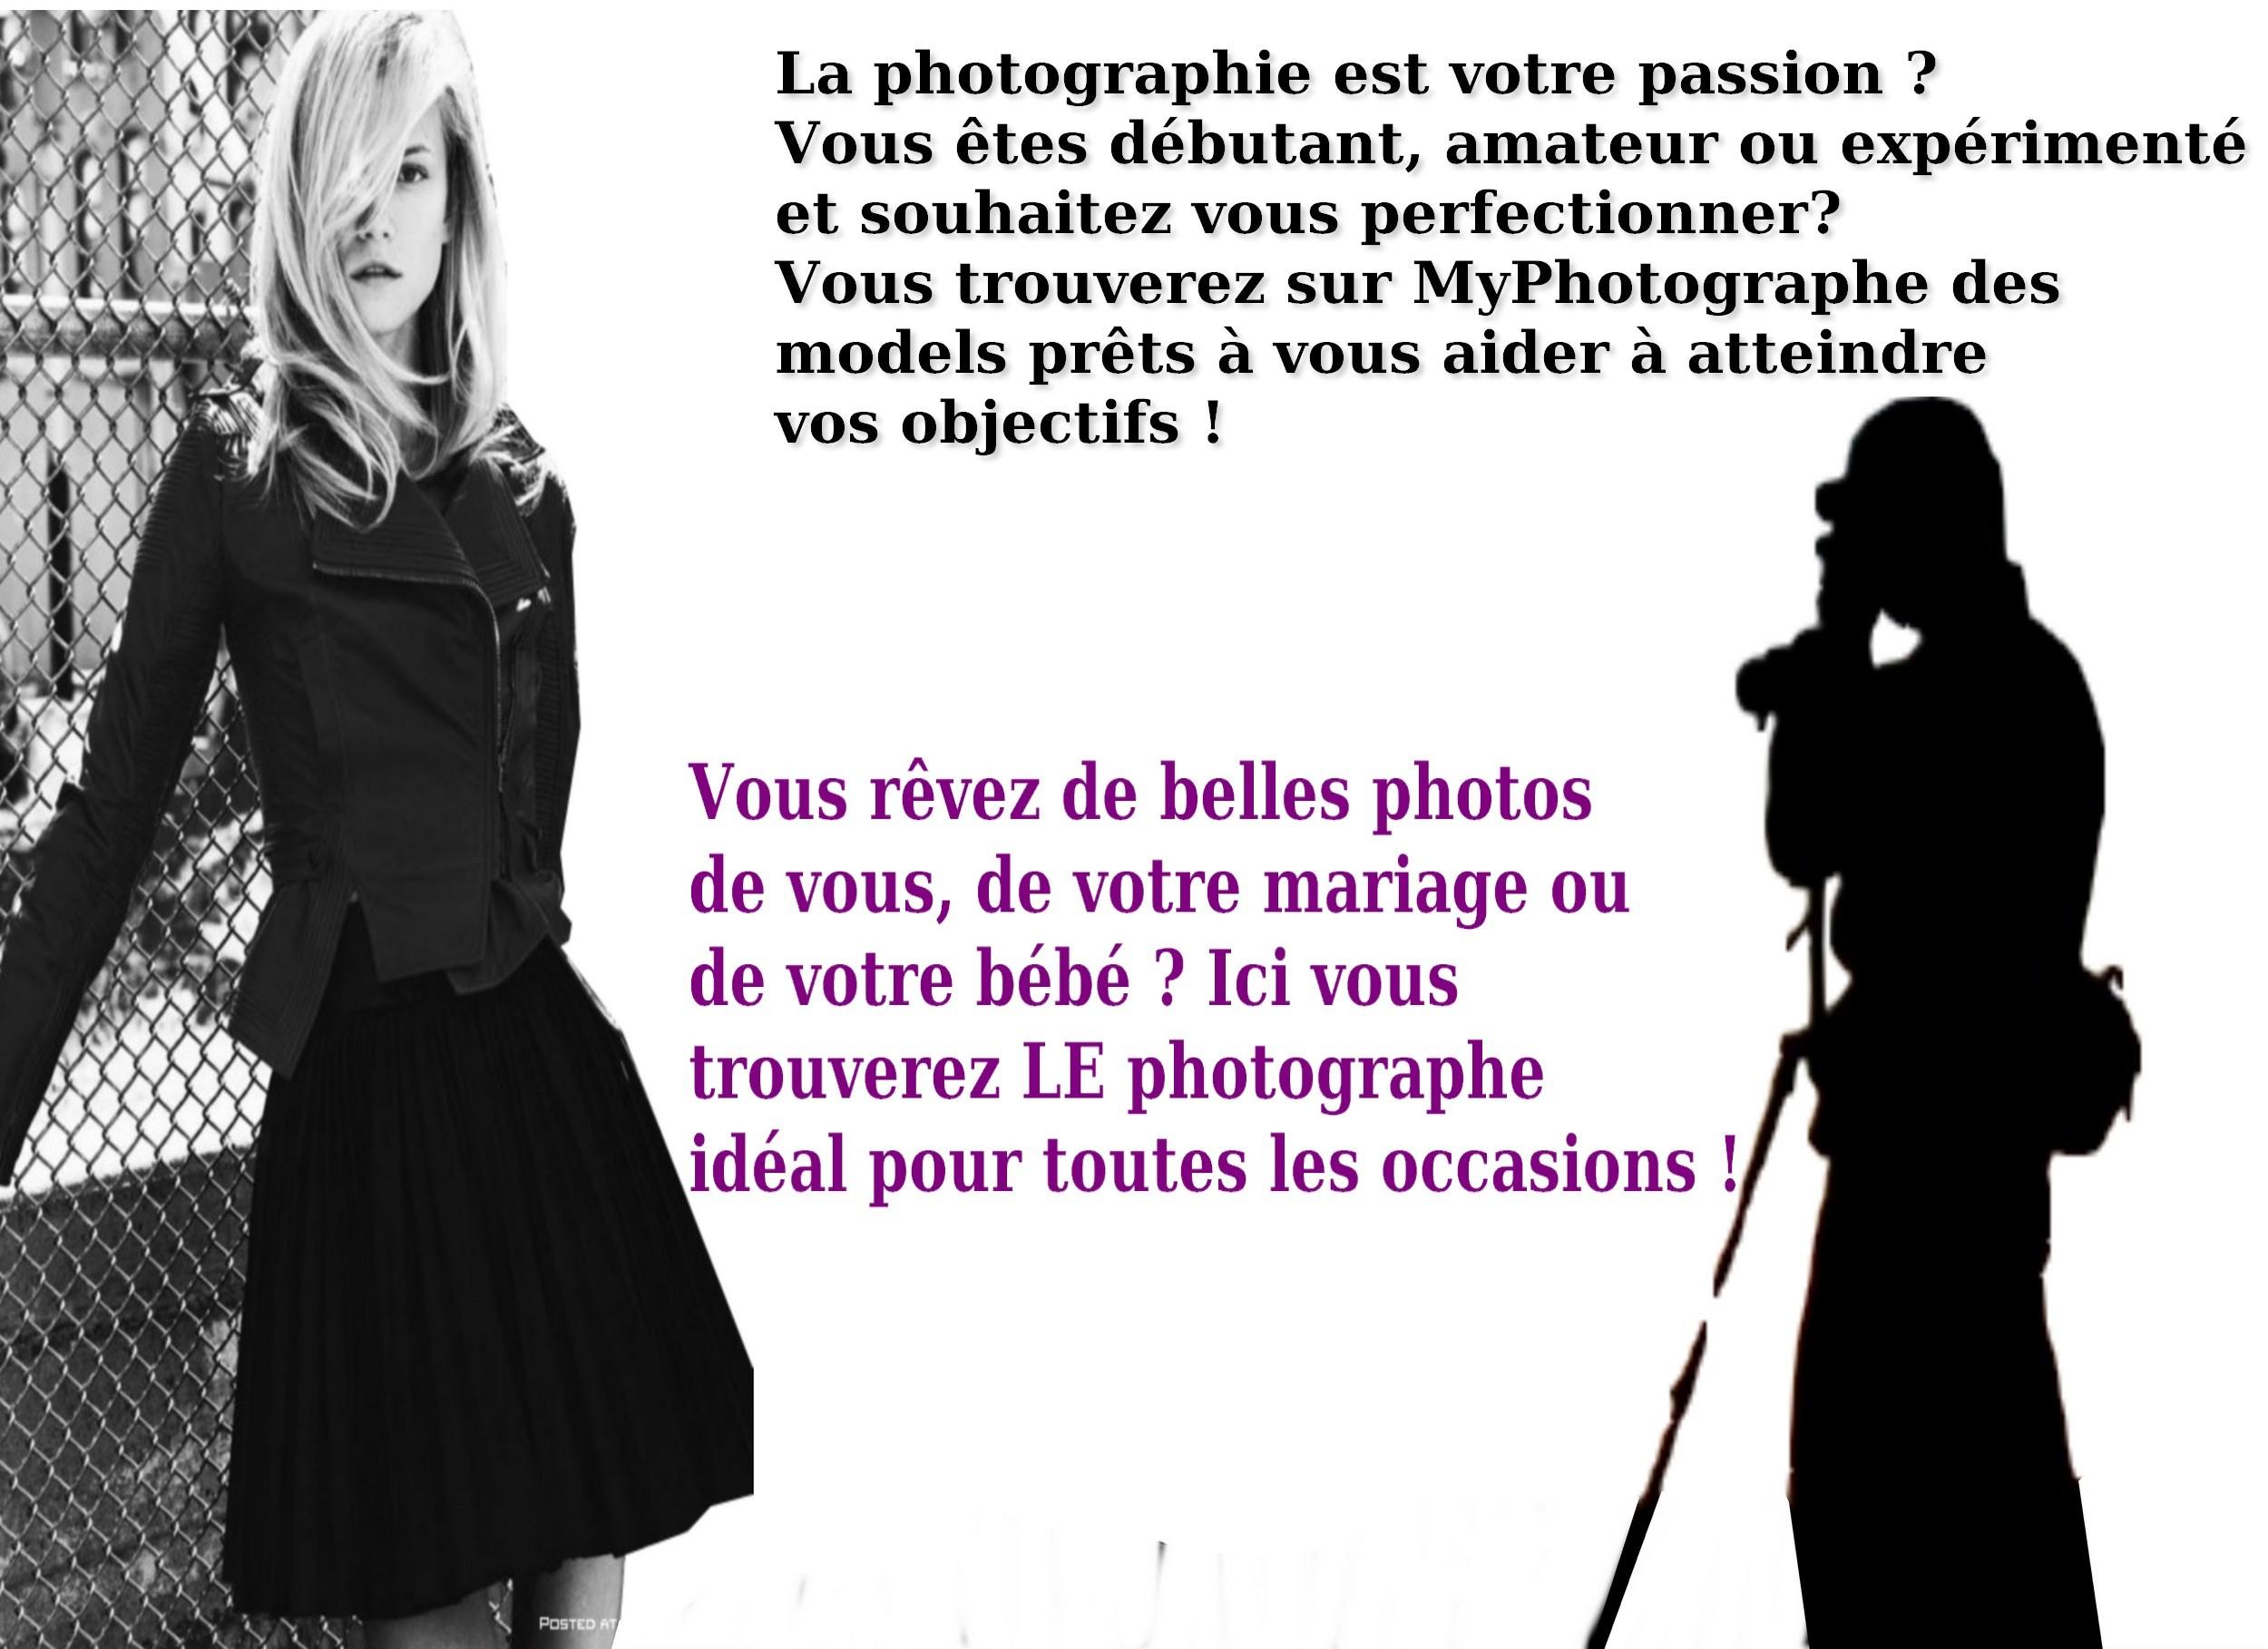 La photographie est votre passion ?
Vous êtes débutant, amateur ou expérimenté
et souhaitez vous perfectionner?
Vous trouverez sur MyPhotographe des
models prêts à vous aider à atteindre
vos objectifs !
Vous rêvez de belles photos
de vous, de votre mariage ou
de votre bébé ? Ici vous
trouverez LE photographe
idéal pour toutes les occasions !
POSTED AT